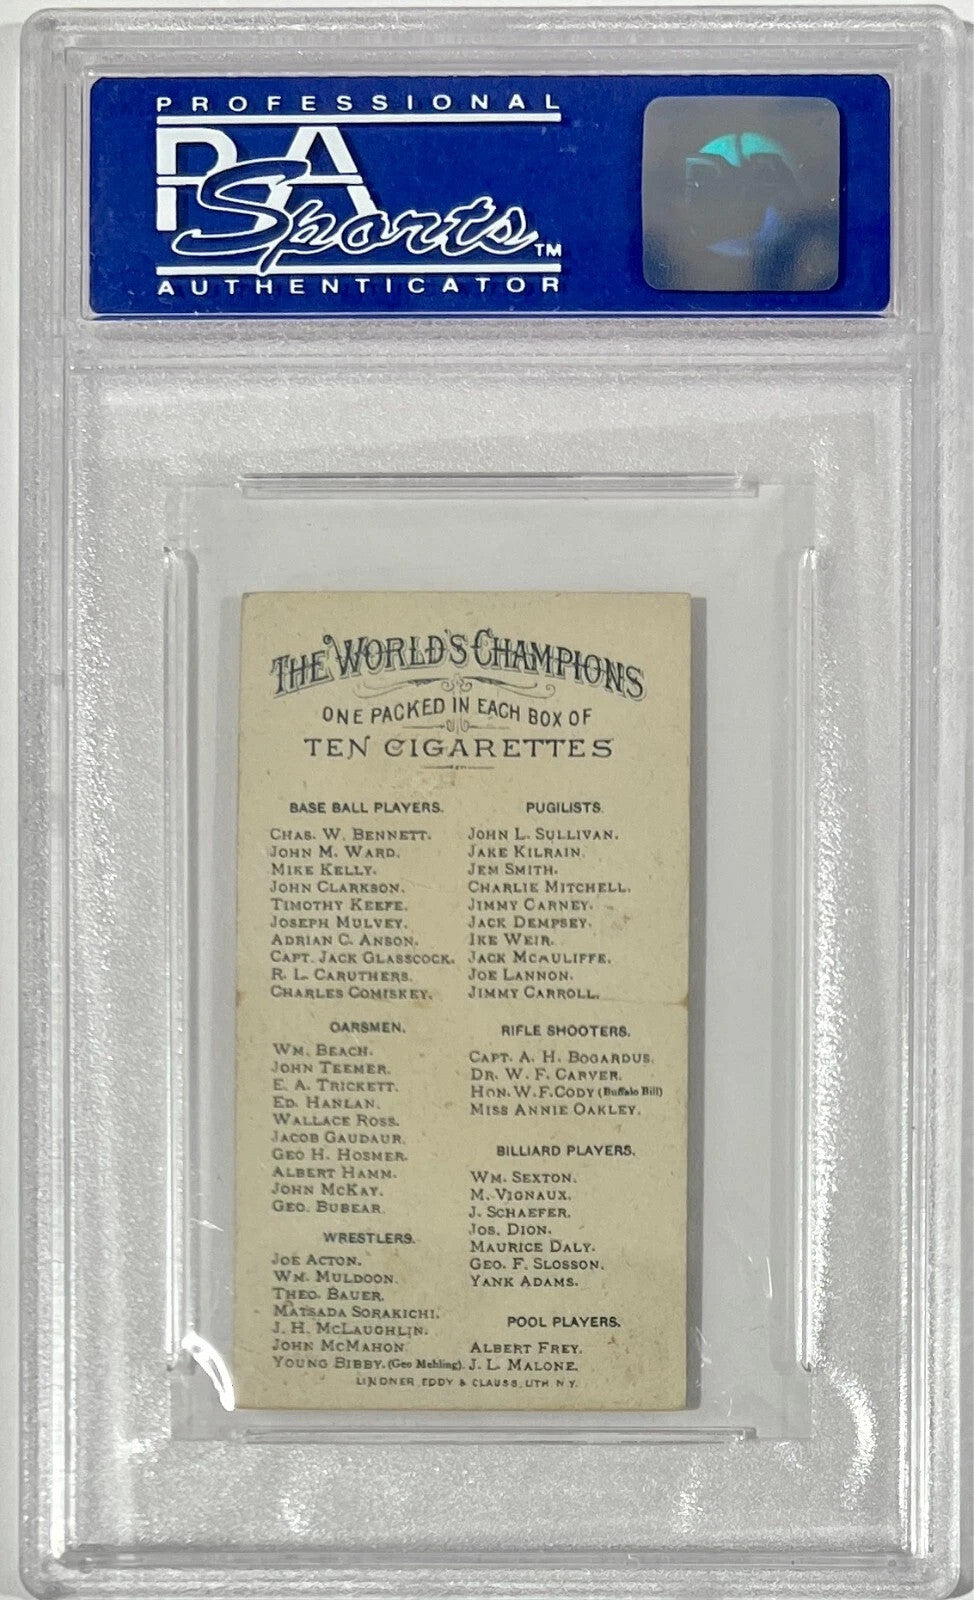 PROFESSIONAL
PSA
Sports™
AUTHENTICATOR
THE WORLD'S CHAMPIONS
ONE PACKED IN EACH BOX OF
TEN CIGARETTES
BASE BALL PLAYERS.
CHAS. W. BENNETT.
JOHN M. WARD.
MIKE KELLY.
JOHN CLARKSON.
TIMOTHY KEEFE.
JOSEPH MULVEY.
ADRIAN C. ANSON.
CAPT. JACK GLASSCOCK.
R. L. CARUTHERS.
CHARLES COMISKEY.
OARSMEN.
WM. BEACH.
JOHN TEEMER.
E. A. TRICKETT.
ED. HANLAN.
WALLACE ROSS.
JACOB GAUDAUR.
GEO H. HOSMER.
ALBERT HAMM.
JOHN MCKAY.
GEO. BUBEAR.
WRESTLERS.
JOE ACTON.
WM. MULDOON.
THEO. BAUER.
MATSADA SORAKICHI.
J. H. MCLAUGHLIN.
JOHN MCMAHON
YOUNG BIBBY. (Geo Mehling).
PUGILISTS.
JOHN L. SULLIVAN.
JAKE KILRAIN.
JEM SMITH.
CHARLIE MITCHELL.
JIMMY CARNEY.
JACK DEMPSEY.
IKE WEIR.
JACK MCAULIFFE.
JOE LANNON.
JIMMY CARROLL.
RIFLE SHOOTERS.
CAPT. A. H. BOGARDUS.
DR. W. F. CARVER.
HON. W. F. CODY (Buffalo Bill)
MISS ANNIE OAKLEY.
BILLIARD PLAYERS.
WM. SEXTON.
M. VIGNAUX.
J. SCHAEFER.
JOS. DION.
MAURICE DALY.
GEO. F. SLOSSON.
YANK ADAMS.
POOL PLAYERS.
ALBERT FREY.
J. L. MALONE.
LINDNER, EDDY & CLAUSS, LITH. N.Y.